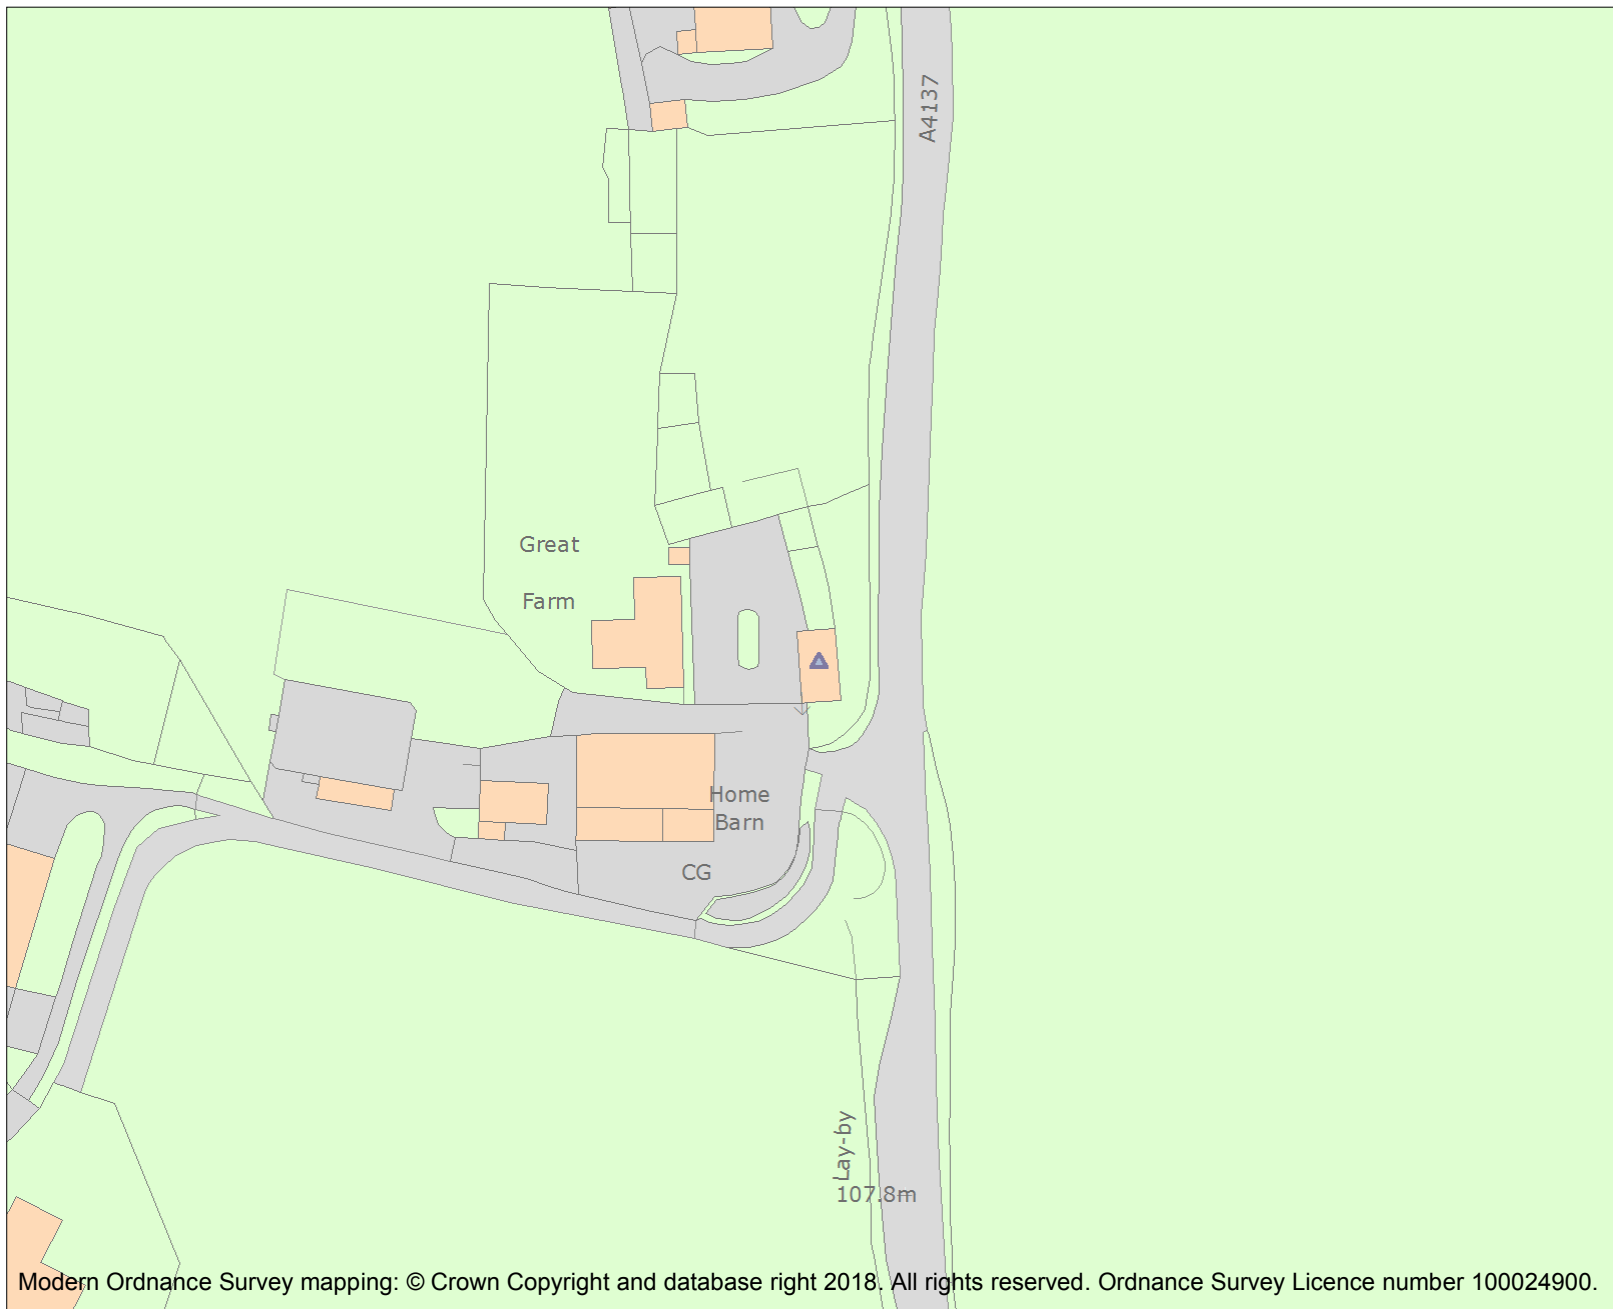 A4137
Great
Farm
Home
Barn
CG
Lay-by
107.8m
Modern Ordnance Survey mapping: © Crown Copyright and database right 2018. All rights reserved. Ordnance Survey Licence number 100024900.